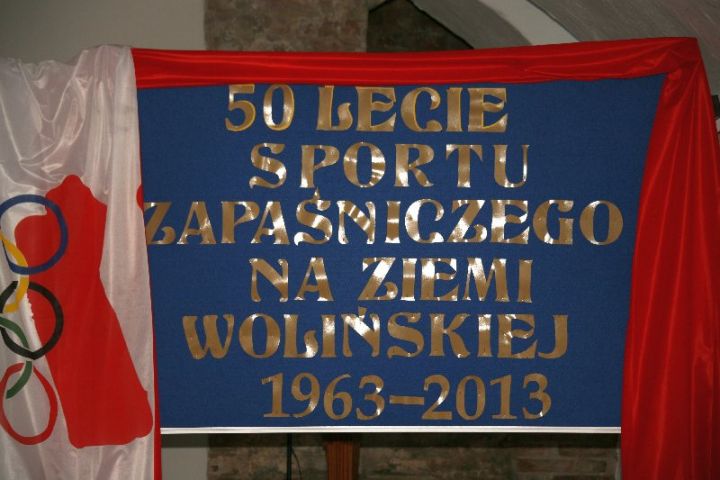 50 LECIE
SPORTU
ZAPAŚNICZEGO
NA ZIEMI
WOLIŃSKIEJ
1963-2013